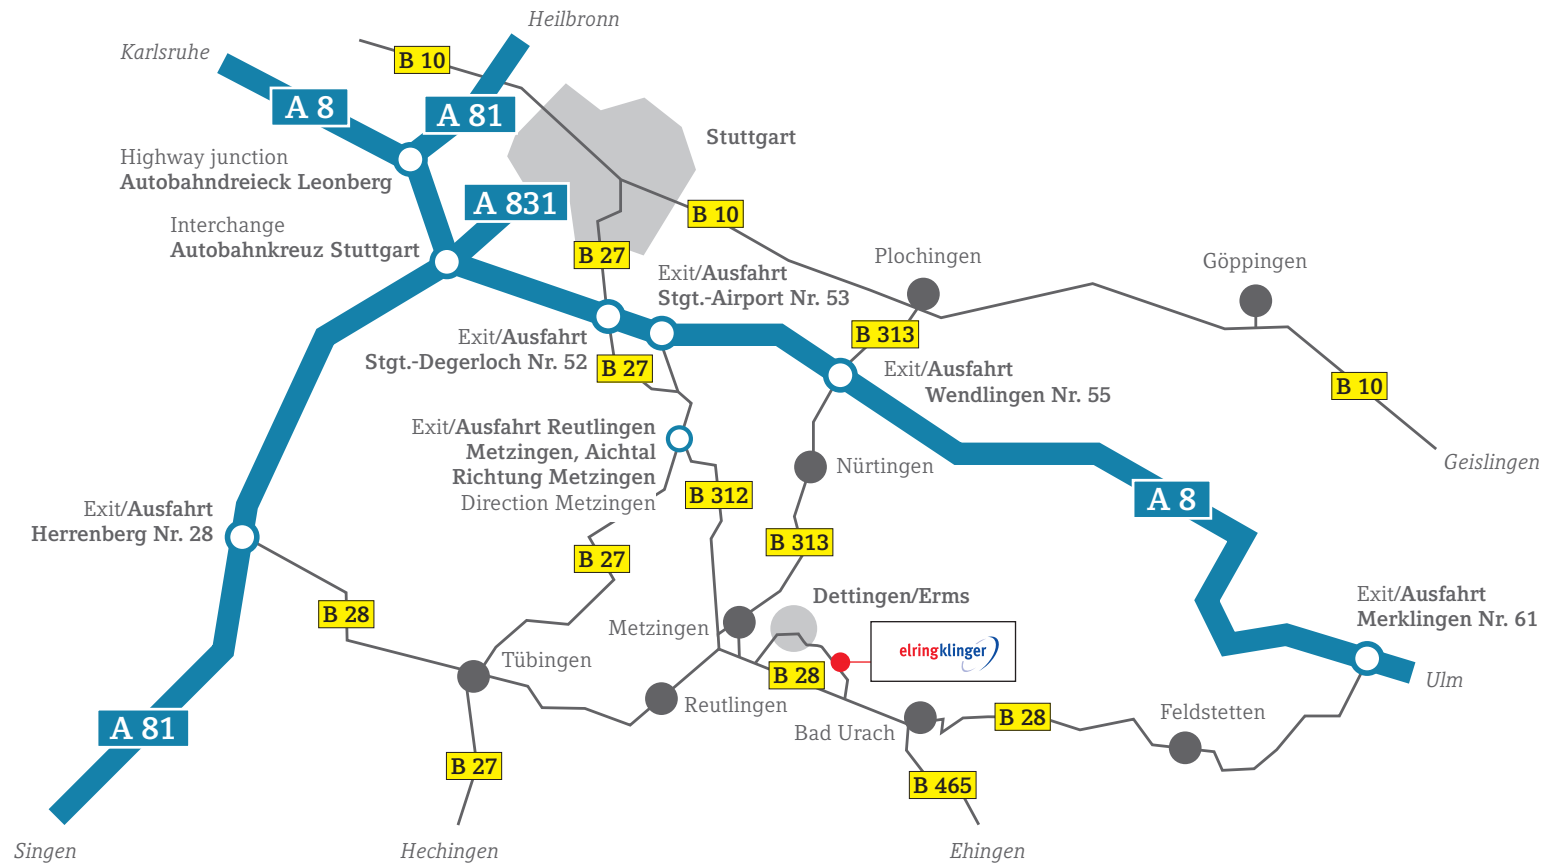 Heilbronn
Karlsruhe
B 10
A 8
A 81
Stuttgart
Highway junction
Autobahndreieck Leonberg
A 831
Interchange
Autobahnkreuz Stuttgart
B 10
B 27
Plochingen
Göppingen
Exit/Ausfahrt
Stgt.-Airport Nr. 53
B 313
Exit/Ausfahrt
Stgt.-Degerloch Nr. 52
B 27
Exit/Ausfahrt
Wendlingen Nr. 55
B 10
Exit/Ausfahrt Reutlingen
Metzingen, Aichtal
Richtung Metzingen
Direction Metzingen
Nürtingen
Geislingen
B 312
A 8
Exit/Ausfahrt
Herrenberg Nr. 28
B 313
B 27
B 28
Dettingen/Erms
Exit/Ausfahrt
Merklingen Nr. 61
Metzingen
elringklinger
Tübingen
B 28
Ulm
Reutlingen
Bad Urach
B 28
Feldstetten
A 81
B 27
B 465
Singen
Hechingen
Ehingen